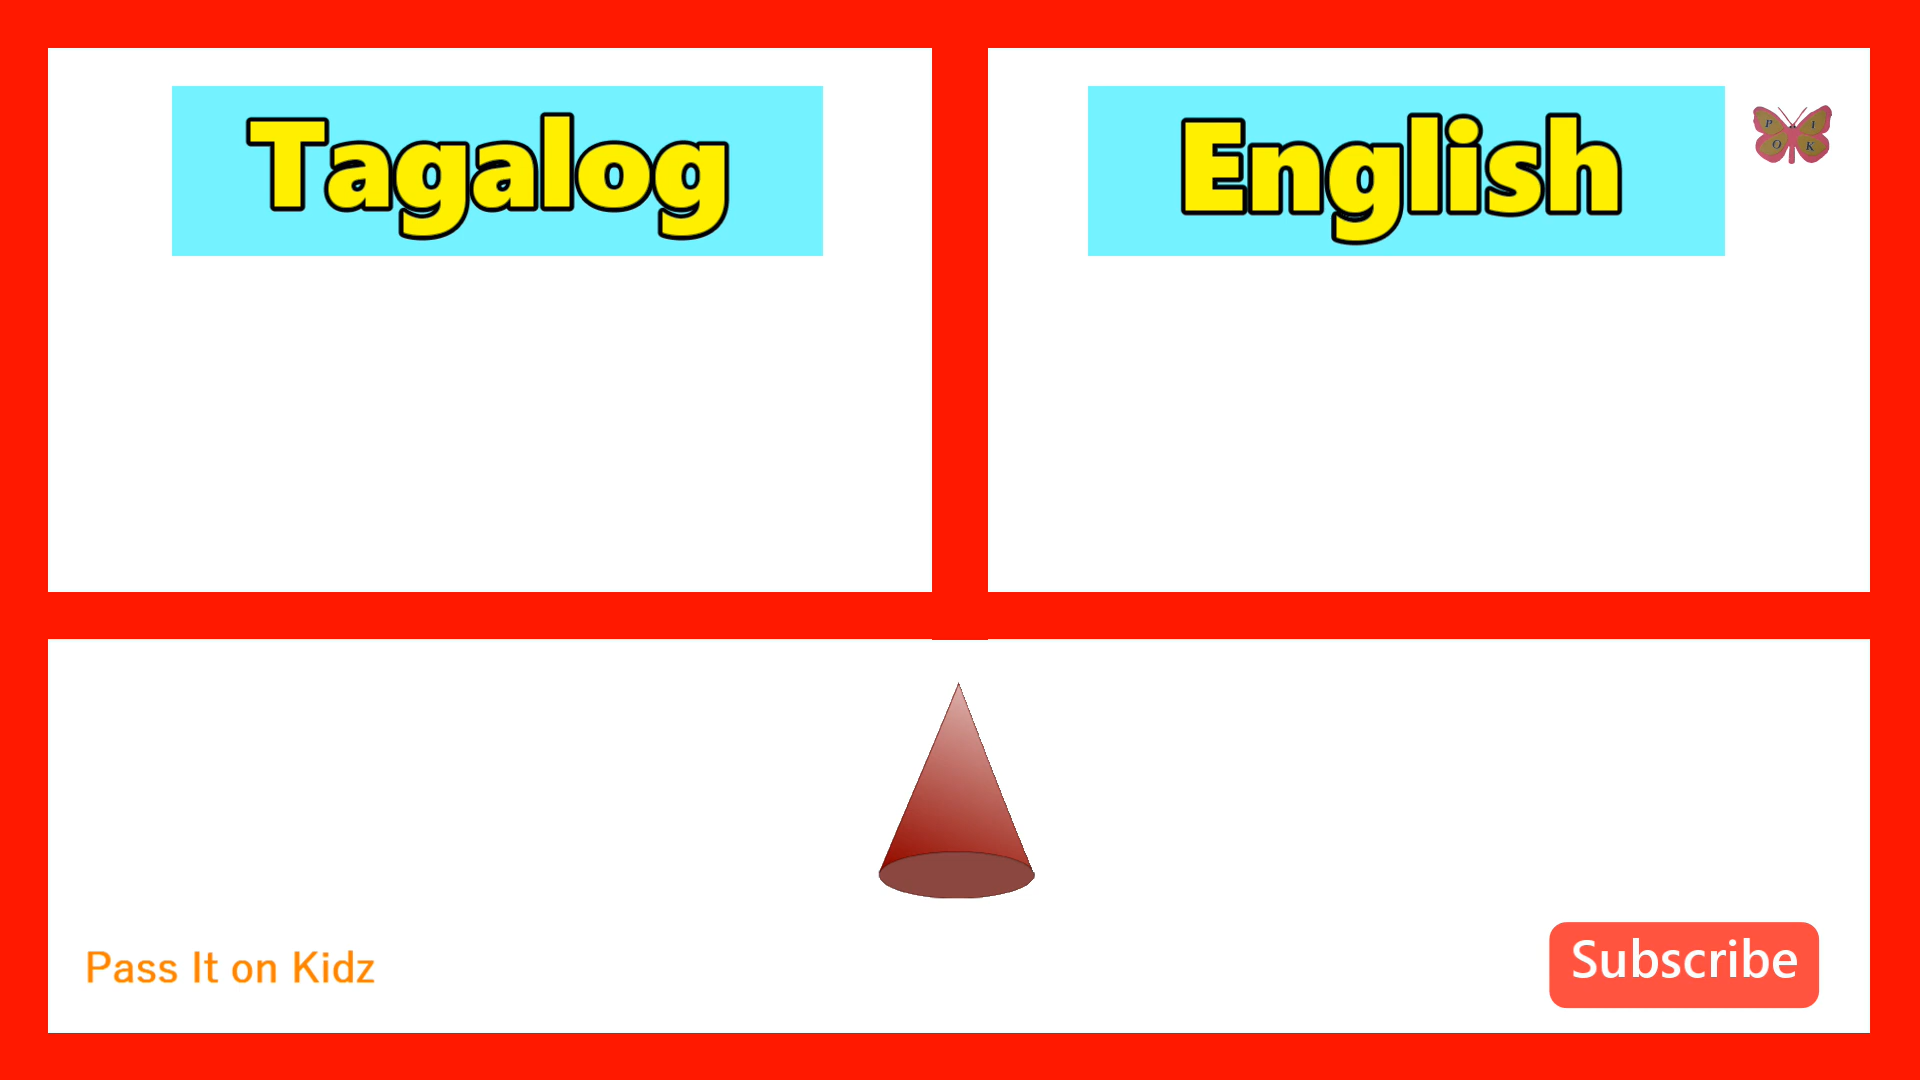 Tagalog
English
P I
O K
Pass It on Kidz
Subscribe